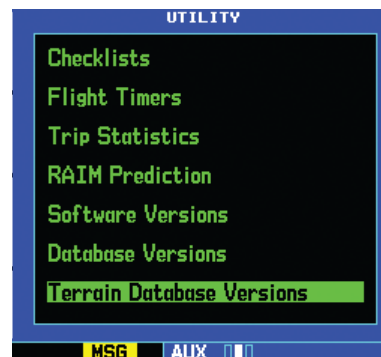 UTILITY
Checklists
Flight Timers
Trip Statistics
RAIM Prediction
Software Versions
Database Versions
Terrain Database Versions
MSG AUX